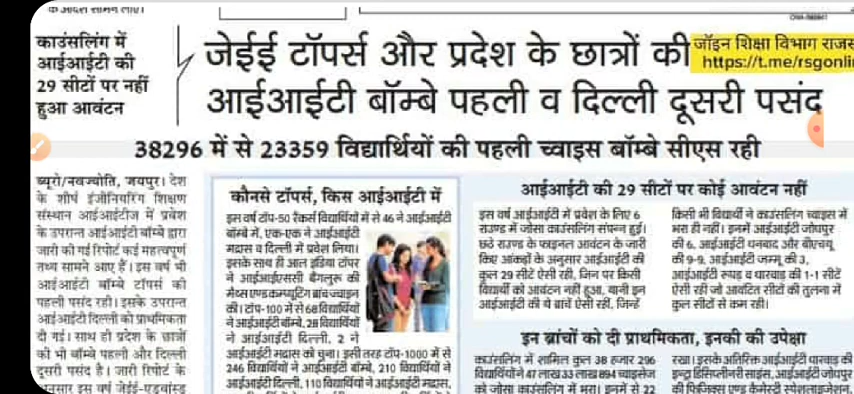 काउंसलिंग में
आईआईटी की
29 सीटों पर नहीं
हुआ आवंटन
जेईई टॉपर्स और प्रदेश के छात्रों की
आईआईटी बॉम्बे पहली व दिल्ली दूसरी पसंद
जॉइन शिक्षा विभाग राजस
https://t.me/rsgonli
38296 में से 23359 विद्यार्थियों की पहली च्वाइस बॉम्बे सीएस रही
ब्यूरो/नवज्योति, जयपुर। देश
के शीर्ष इंजीनियरिंग शिक्षण
संस्थान आईआईटीज में प्रवेश
के उपरान्त आईआईटी बॉम्बे द्वारा
जारी की गई रिपोर्ट कई महत्वपूर्ण
तथ्य सामने आए हैं। इस वर्ष भी
आईआईटी बॉम्बे टॉपर्स की
पहली पसंद रही। इसके उपरान्त
आईआईटी दिल्ली को प्राथमिकता
दी गई। साथ ही प्रदेश के छात्रों
की भी बॉम्बे पहली और दिल्ली
दूसरी पसंद है। जारी रिपोर्ट के
अनुसार इस वर्ष जेईई-एडवांस्ड
कौनसे टॉपर्स, किस आईआईटी में
इस वर्ष टॉप-50 रैंकर्स विद्यार्थियों में से 46 ने आईआईटी
बॉम्बे में, एक-एक ने आईआईटी
मद्रास व दिल्ली में प्रवेश लिया।
इसके साथ ही आल इंडिया टॉपर
ने आईआईएससी बेंगलुरू की
मैथ्स एण्ड कम्प्यूटिंग ब्रांच ज्वाइन
की। टॉप-100 में से 68 विद्यार्थियों
ने आईआईटी बॉम्बे, 28 विद्यार्थियों
ने आईआईटी दिल्ली, 2 ने
आईआईटी मद्रास को चुना। इसी तरह टॉप-1000 में से
246 विद्यार्थियों ने आईआईटी बॉम्बे, 210 विद्यार्थियों ने
आईआईटी दिल्ली, 110 विद्यार्थियों ने आईआईटी मद्रास,
आईआईटी की 29 सीटों पर कोई आवंटन नहीं
इस वर्ष आईआईटी में प्रवेश के लिए 6
राउण्ड में जोसा काउंसलिंग संपन्न हुई।
छठे राउण्ड के फाइनल आवंटन के जारी
किए आंकड़ों के अनुसार आईआईटी की
कुल 29 सीटें ऐसी रही, जिन पर किसी
विद्यार्थी को आवंटन नहीं हुआ, यानी इन
आईआईटी की ये ब्रांचें ऐसी रहीं, जिन्हें
किसी भी विद्यार्थी ने काउंसलिंग च्वाइस में
भरा ही नहीं। इनमें आईआईटी जोधपुर
की 6, आईआईटी धनबाद और बीएचयू
की 9-9, आईआईटी जम्मू की 3,
आईआईटी रुपड़ व धारवाड़ की 1-1 सीटें
ऐसी रही जो आवंटित सीटों की तुलना में
कुल सीटों से कम रही।
इन ब्रांचों को दी प्राथमिकता, इनकी की उपेक्षा
काउंसलिंग में शामिल कुल 38 हजार 296
विद्यार्थियों ने 47 लाख 33 लाख 894 च्वाइसेज
को जोसा काउंसलिंग में भरा। इनमें से 22
रखा। इसके अतिरिक्त आईआईटी धारवाड़ की
इन्द्रा डिसिप्लीनरी साइंस, आईआईटी जोधपुर
की फिजिक्स एण्ड केमेस्ट्री स्पेशलाइजेशन,